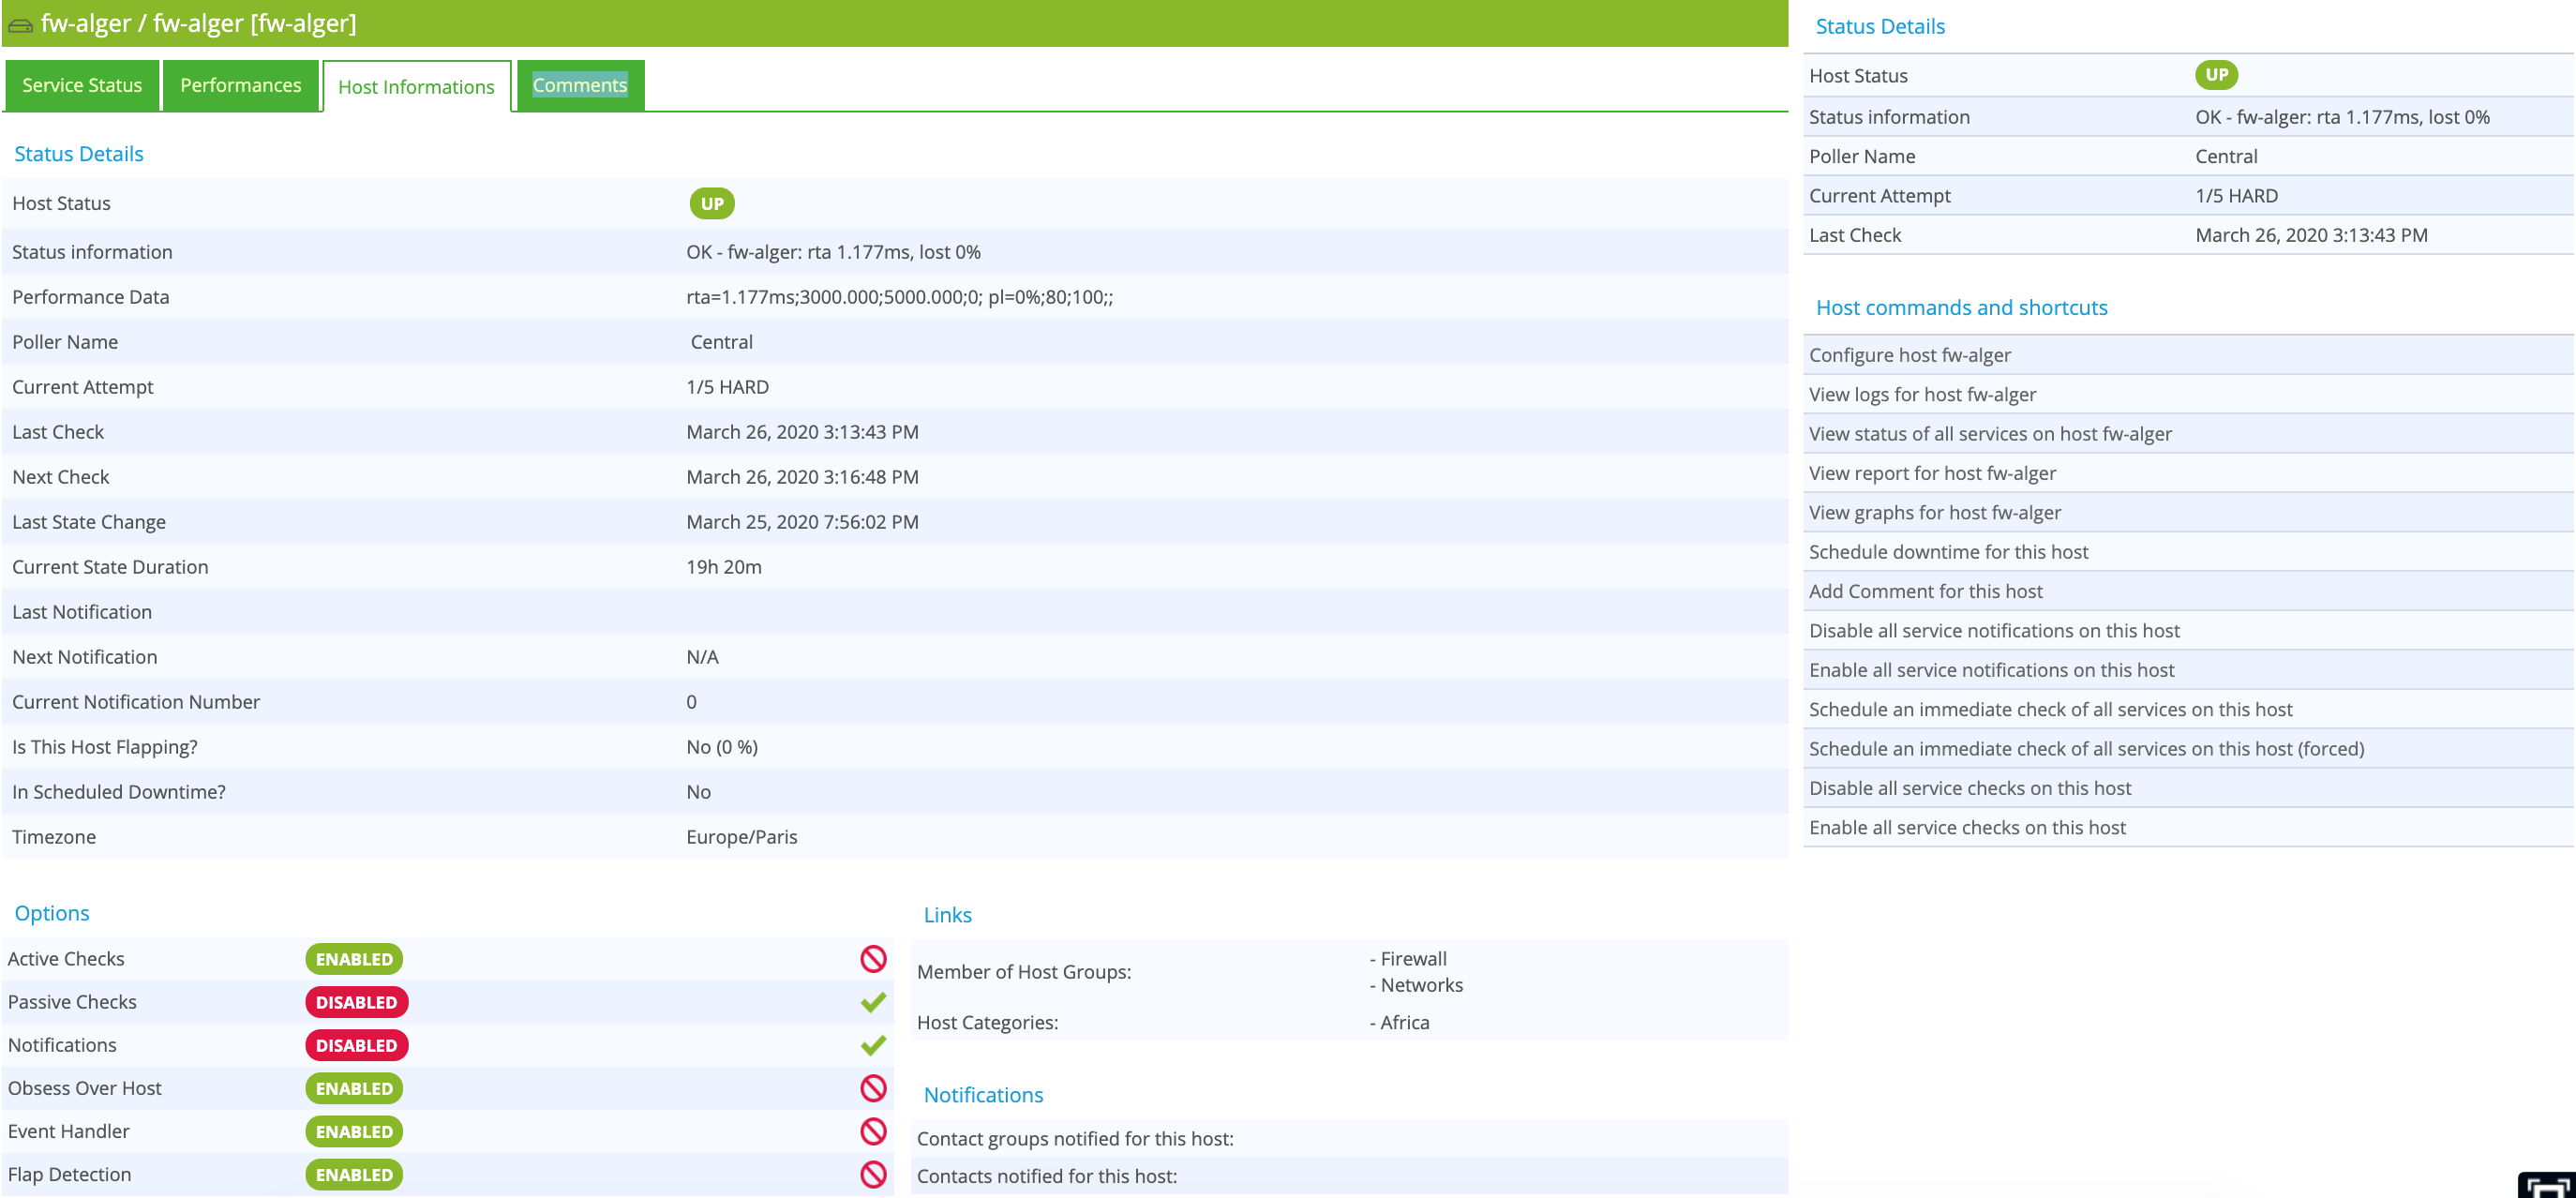 fw-alger / fw-alger [fw-alger]
Service Status Performances Host Informations Comments
Status Details
Host Status UP
Status information OK - fw-alger: rta 1.177ms, lost 0%
Performance Data rta=1.177ms;3000.000;5000.000;0; pl=0%;80;100;;
Poller Name Central
Current Attempt 1/5 HARD
Last Check March 26, 2020 3:13:43 PM
Next Check March 26, 2020 3:16:48 PM
Last State Change March 25, 2020 7:56:02 PM
Current State Duration 19h 20m
Last Notification
Next Notification N/A
Current Notification Number 0
Is This Host Flapping? No (0 %)
In Scheduled Downtime? No
Timezone Europe/Paris
Options
Active Checks ENABLED
Passive Checks DISABLED
Notifications DISABLED
Obsess Over Host ENABLED
Event Handler ENABLED
Flap Detection ENABLED
Links
Member of Host Groups: - Firewall
- Networks
Host Categories: - Africa
Notifications
Contact groups notified for this host:
Contacts notified for this host:
Status Details
Host Status UP
Status information OK - fw-alger: rta 1.177ms, lost 0%
Poller Name Central
Current Attempt 1/5 HARD
Last Check March 26, 2020 3:13:43 PM
Host commands and shortcuts
Configure host fw-alger
View logs for host fw-alger
View status of all services on host fw-alger
View report for host fw-alger
View graphs for host fw-alger
Schedule downtime for this host
Add Comment for this host
Disable all service notifications on this host
Enable all service notifications on this host
Schedule an immediate check of all services on this host
Schedule an immediate check of all services on this host (forced)
Disable all service checks on this host
Enable all service checks on this host